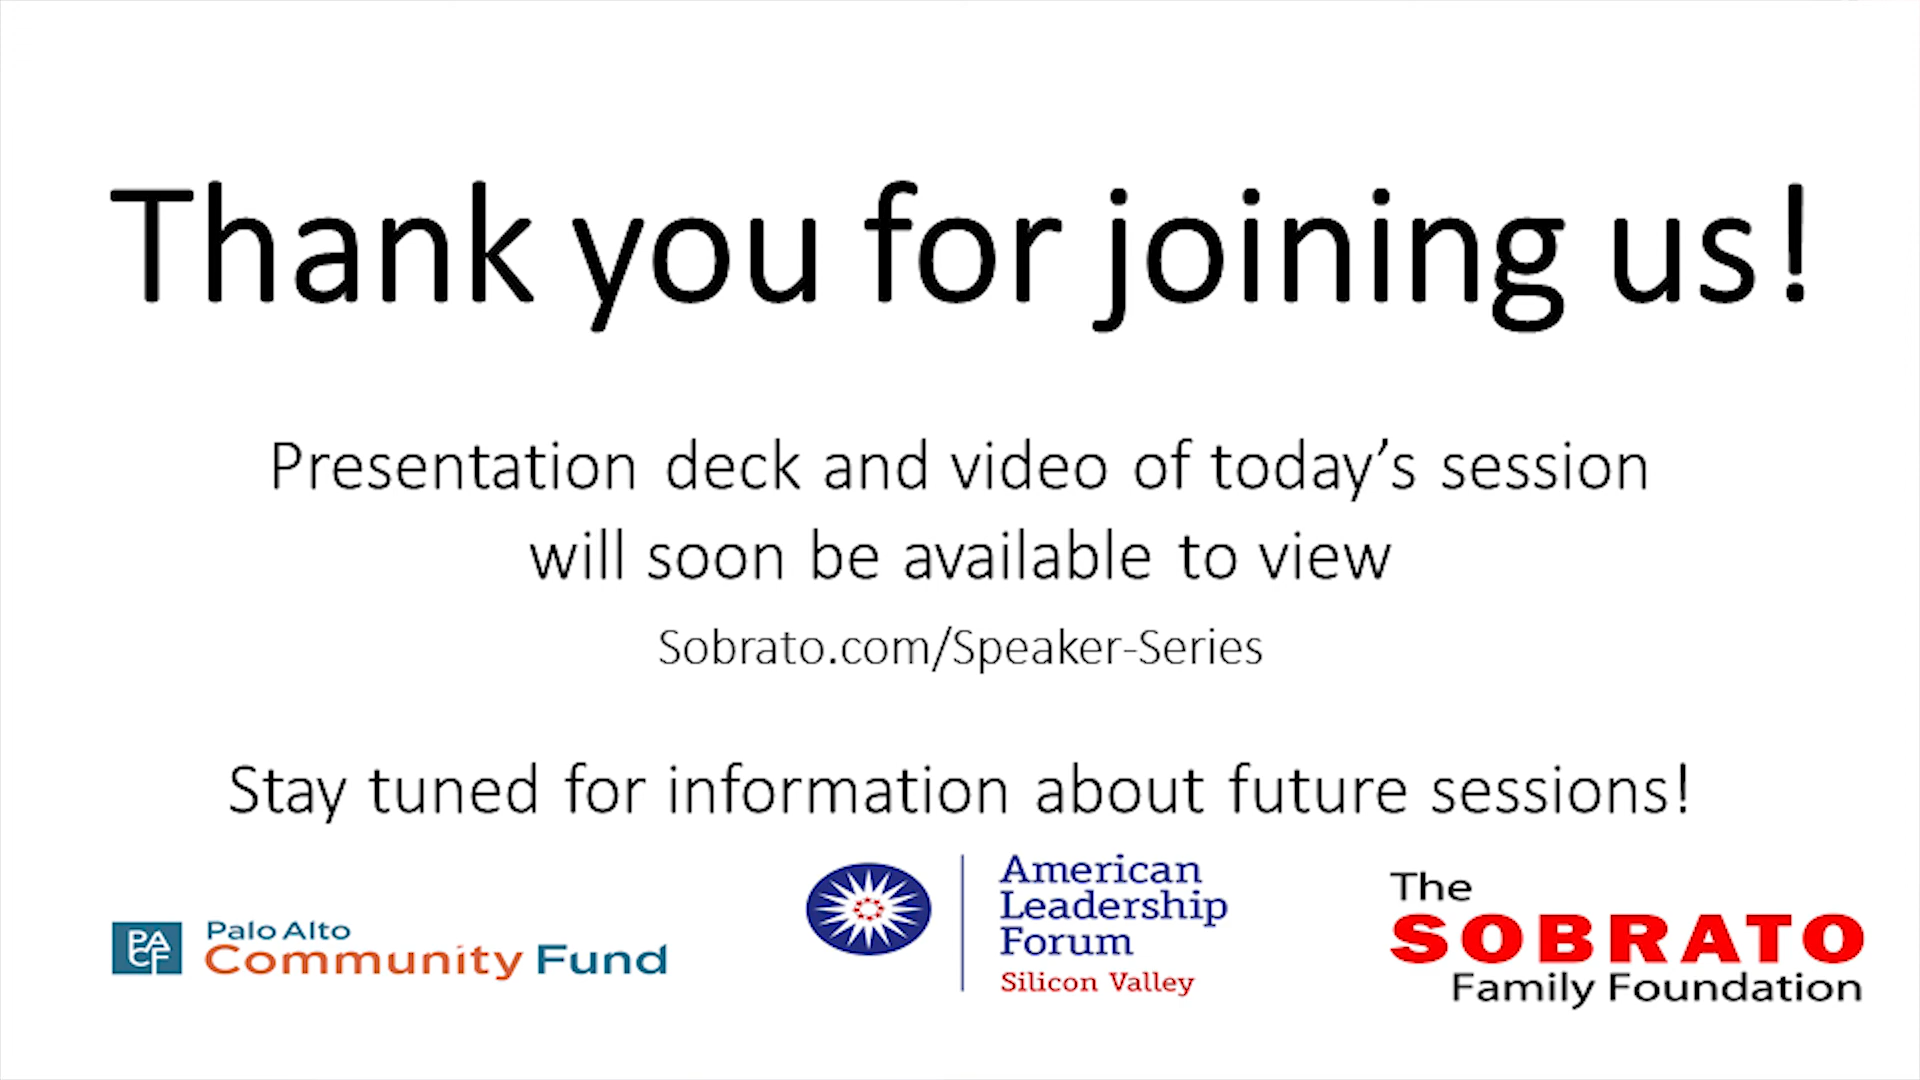 Thank you for joining us!
Presentation deck and video of today’s session
will soon be available to view
Sobrato.com/Speaker-Series
Stay tuned for information about future sessions!
PACF
Palo Alto
Community Fund
American
Leadership
Forum
Silicon Valley
The
SOBRATO
Family Foundation